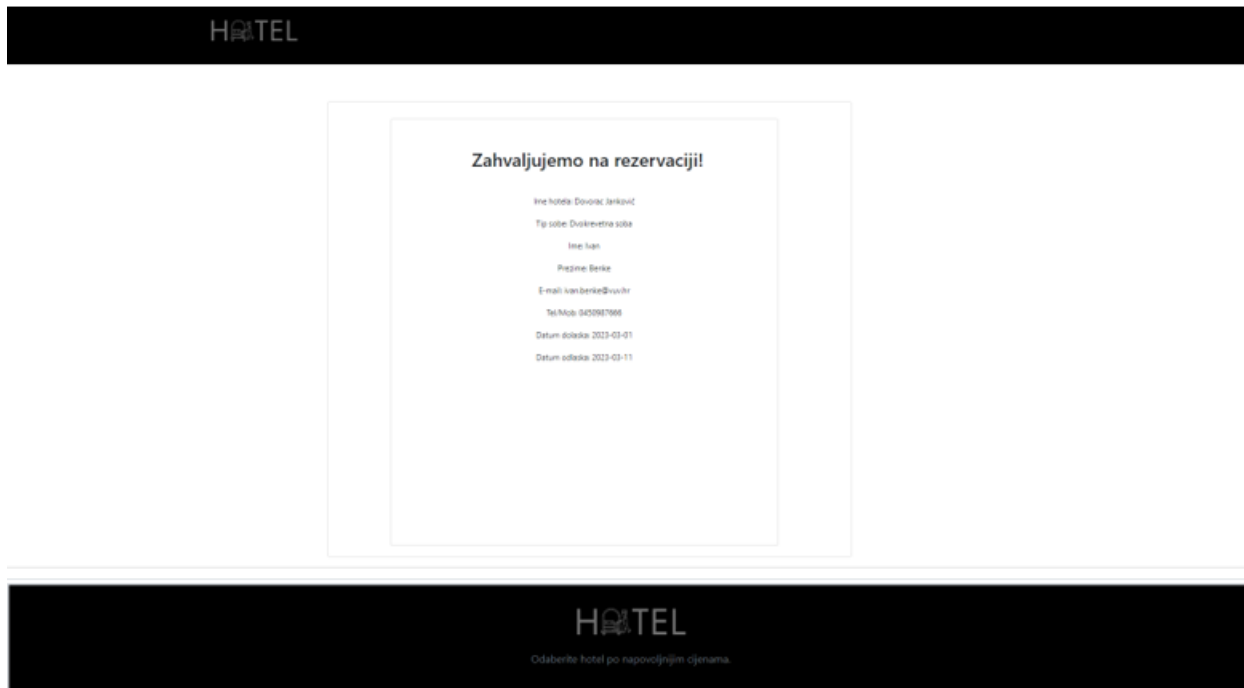 HOTEL
Zahvaljujemo na rezervaciji!
Ime hotela: Dovorac Janković
Tip sobe: Dvokrevetna soba
Ime: Ivan
Prezime: Benke
E-mail: ivan.benke@vuv.hr
Tel/Mob: 0450987666
Datum dolaska: 2023-03-01
Datum odlaska: 2023-03-11
HOTEL
Odaberite hotel po napovoljnijim cijenama.